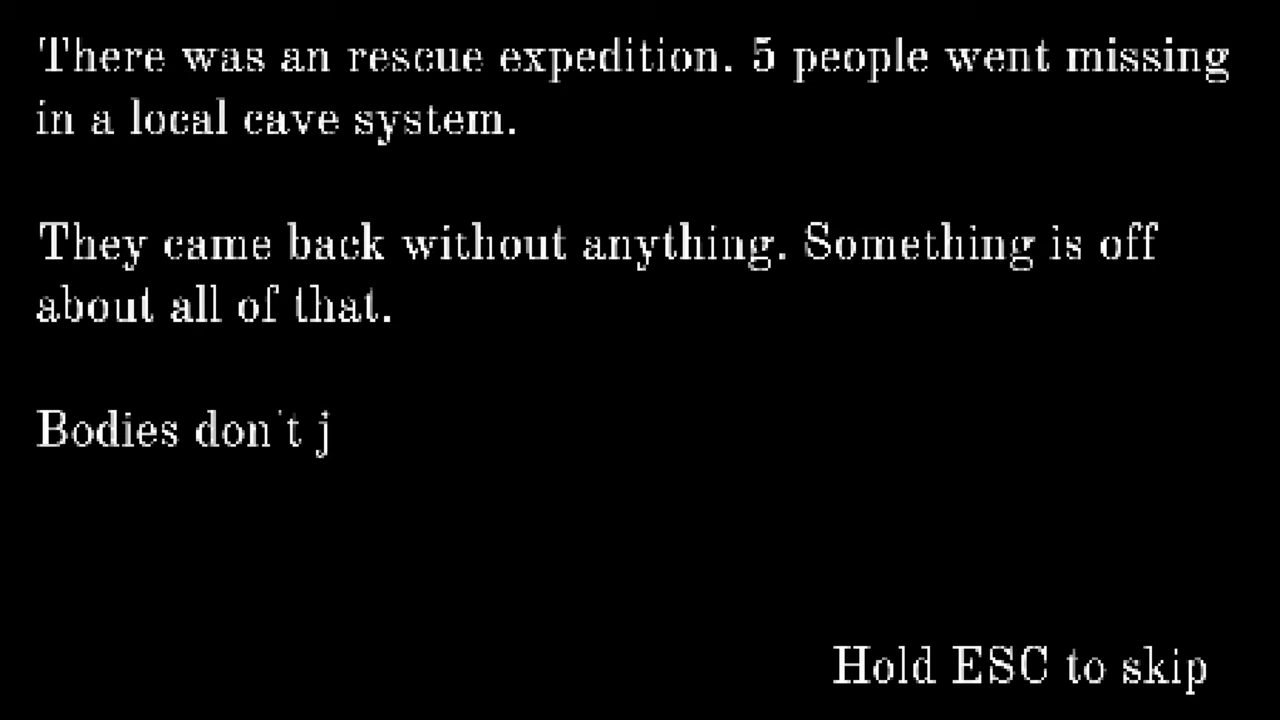 There was an rescue expedition. 5 people went missing
in a local cave system.
They came back without anything. Something is off
about all of that.
Bodies don't j
Hold ESC to skip